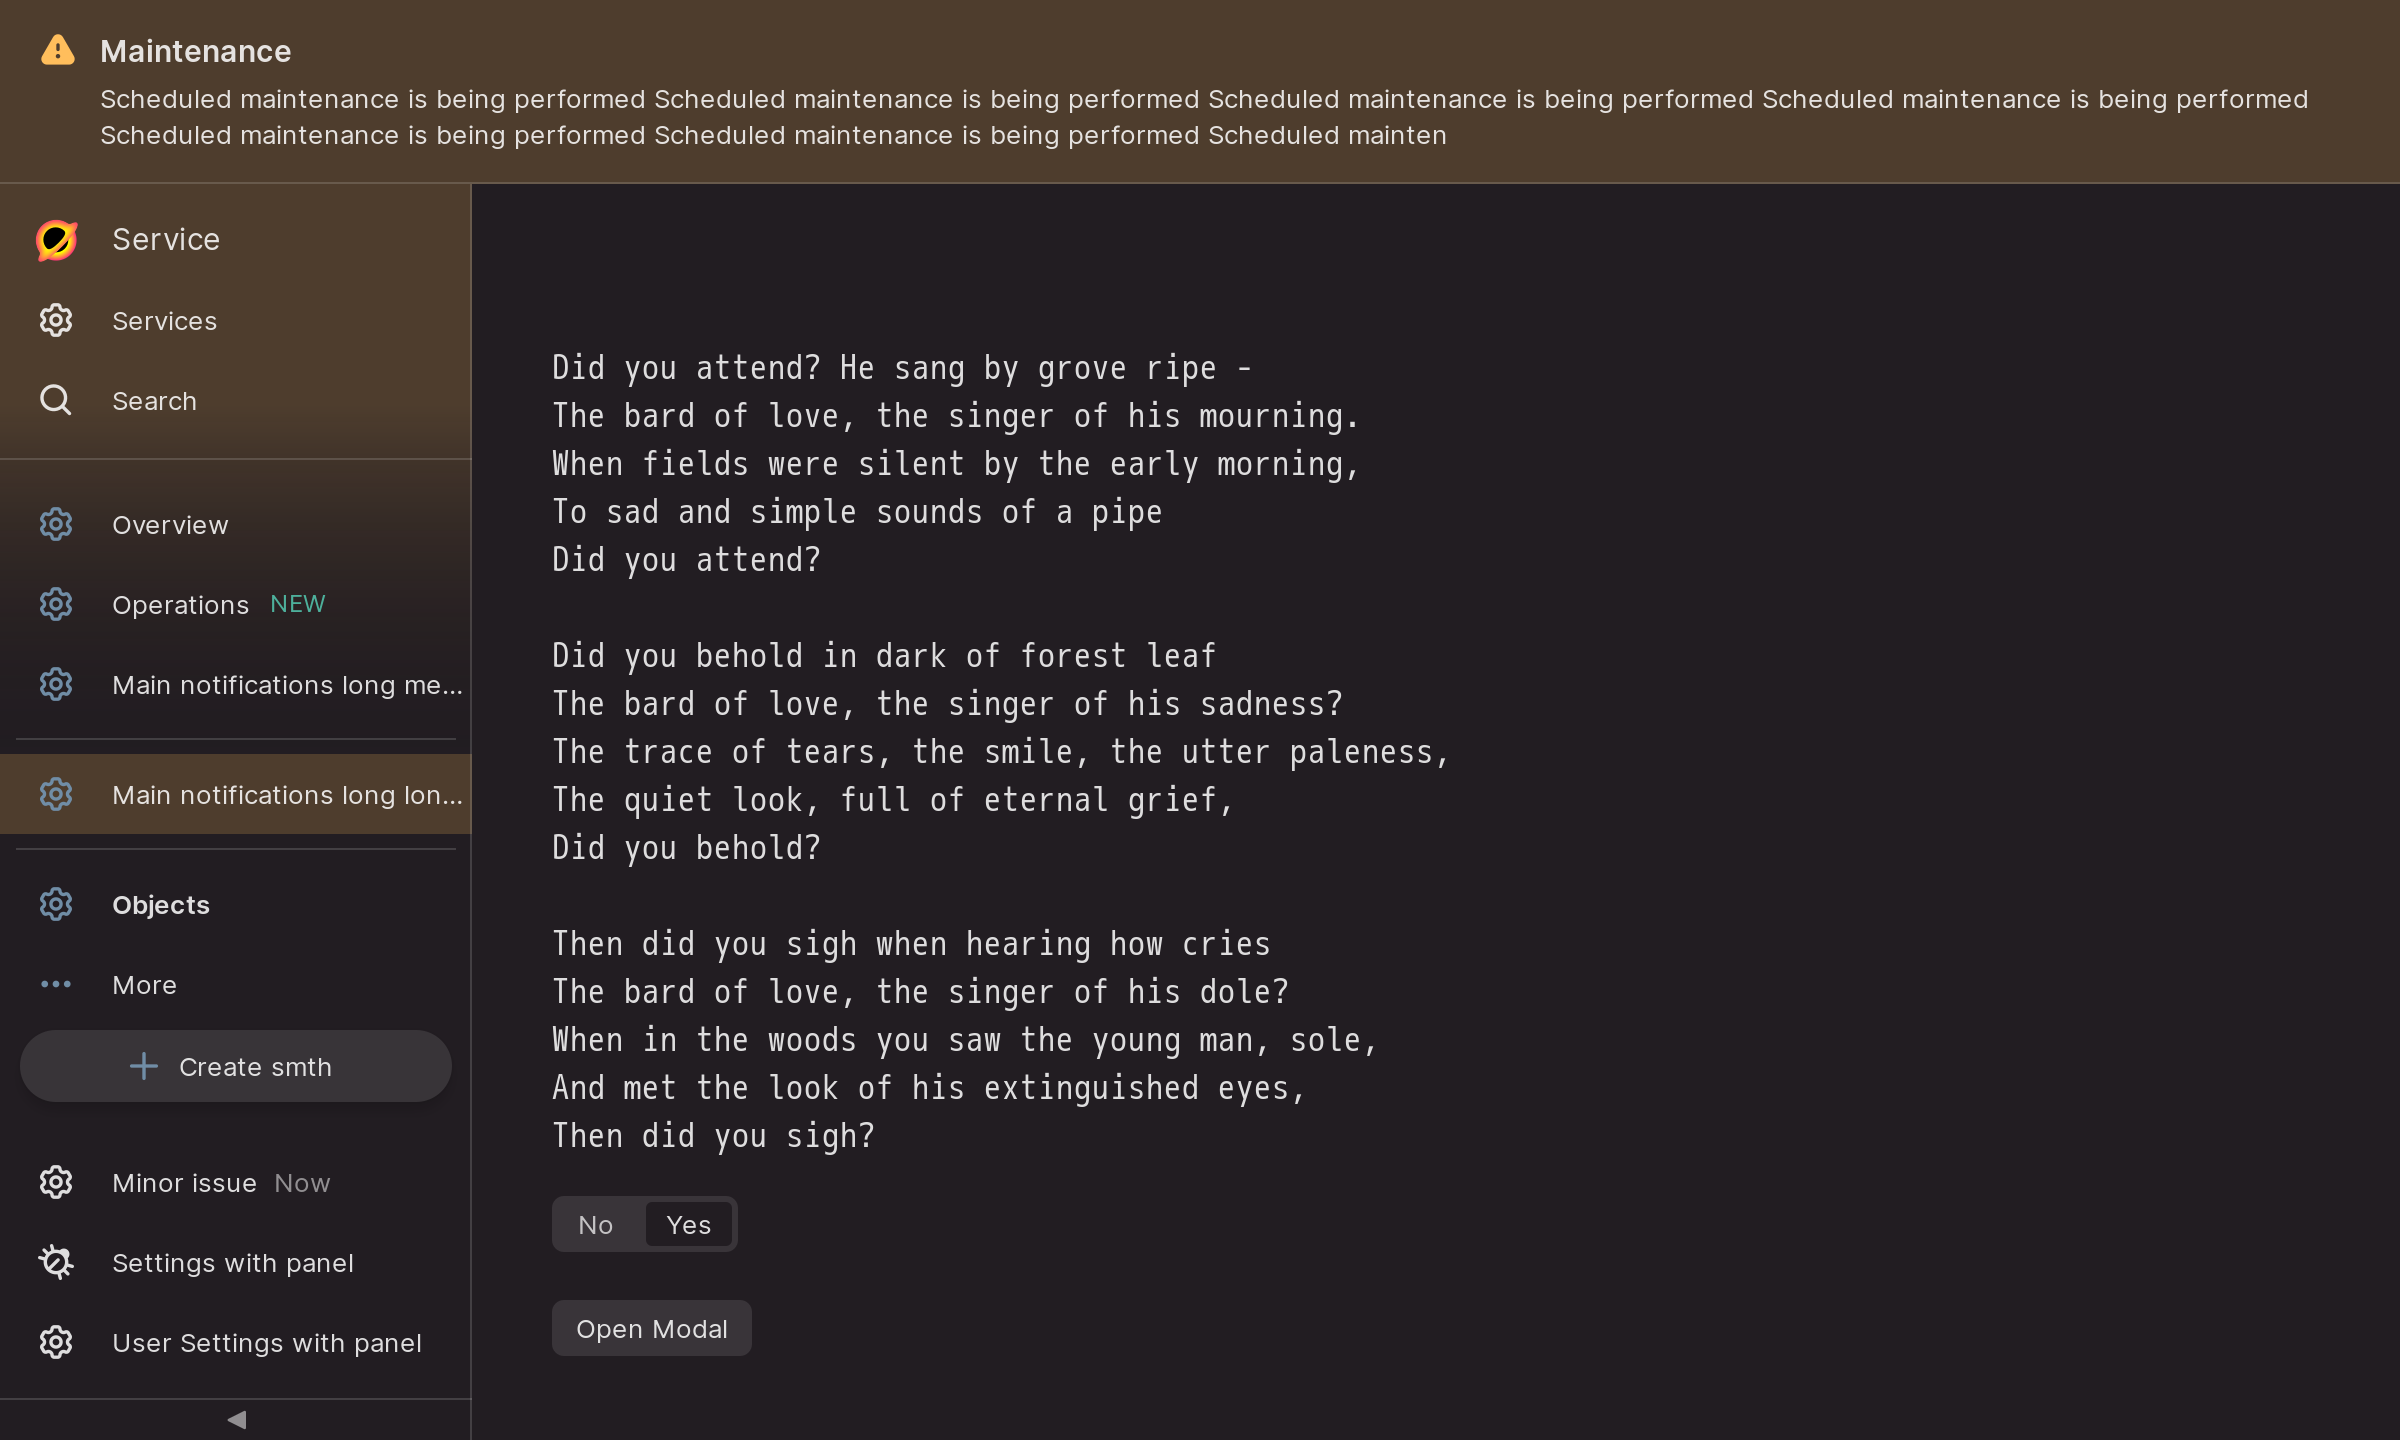 Maintenance
Scheduled maintenance is being performed Scheduled maintenance is being performed Scheduled maintenance is being performed Scheduled maintenance is being performed
Scheduled maintenance is being performed Scheduled maintenance is being performed Scheduled mainten
Service
Services
Search
Overview
Operations NEW
Main notifications long me...
Main notifications long lon...
Objects
More
Create smth
Minor issue Now
Settings with panel
User Settings with panel
Did you attend? He sang by grove ripe -
The bard of love, the singer of his mourning.
When fields were silent by the early morning,
To sad and simple sounds of a pipe
Did you attend?
Did you behold in dark of forest leaf
The bard of love, the singer of his sadness?
The trace of tears, the smile, the utter paleness,
The quiet look, full of eternal grief,
Did you behold?
Then did you sigh when hearing how cries
The bard of love, the singer of his dole?
When in the woods you saw the young man, sole,
And met the look of his extinguished eyes,
Then did you sigh?
No Yes
Open Modal